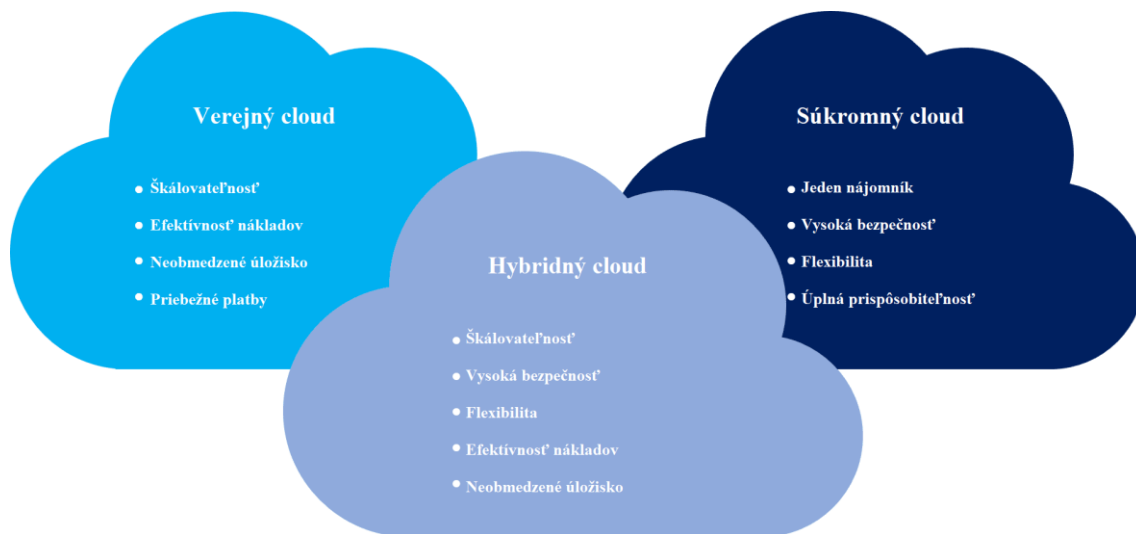 Verejný cloud
Škálovateľnosť
Efektívnosť nákladov
Neobmedzené úložisko
Priebežné platby
Súkromný cloud
Jeden nájomník
Vysoká bezpečnosť
Flexibilita
Úplná prispôsobiteľnosť
Hybridný cloud
Škálovateľnosť
Vysoká bezpečnosť
Flexibilita
Efektívnosť nákladov
Neobmedzené úložisko